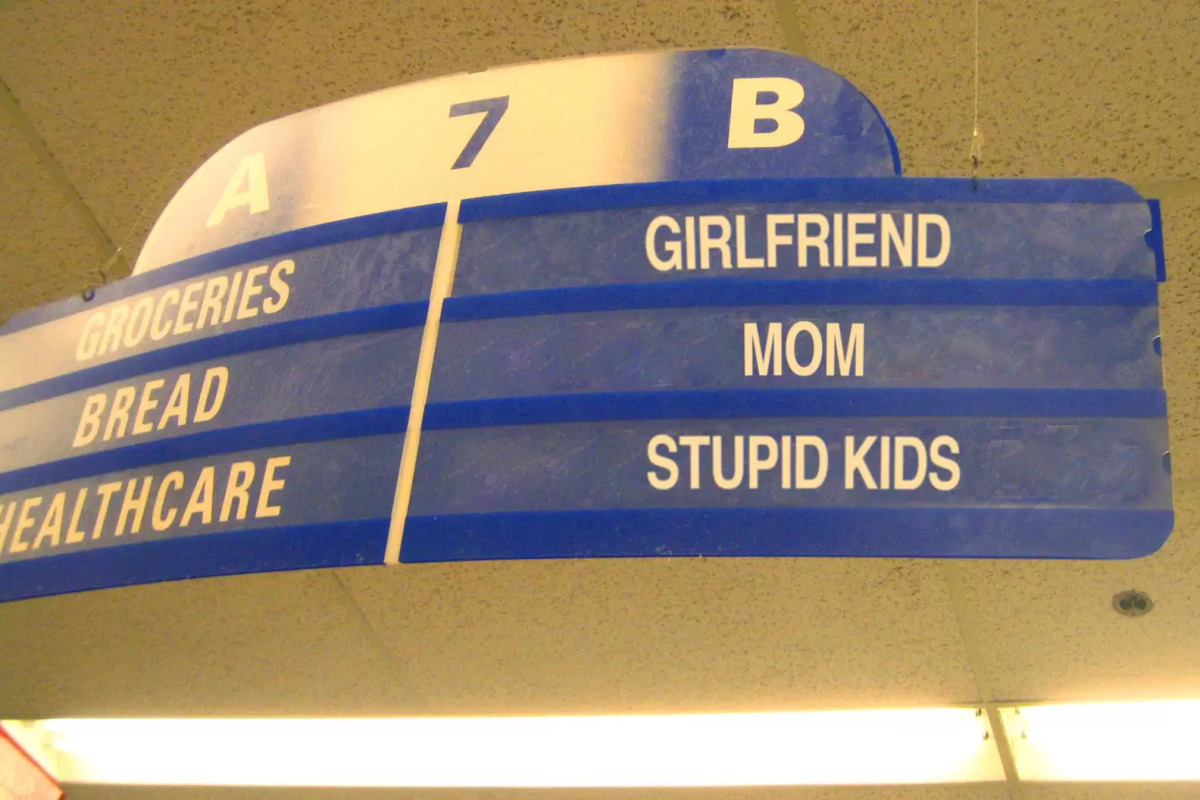 A 7 B
GROCERIES
BREAD
HEALTHCARE
GIRLFRIEND
MOM
STUPID KIDS